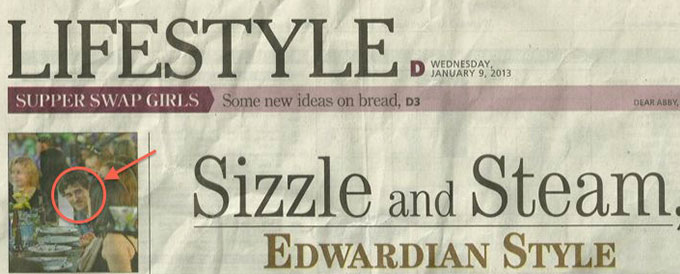 LIFESTYLE D WEDNESDAY,
JANUARY 9, 2013
SUPPER SWAP GIRLS Some new ideas on bread, D3 DEAR ABBY,
Sizzle and Steam,
EDWARDIAN STYLE